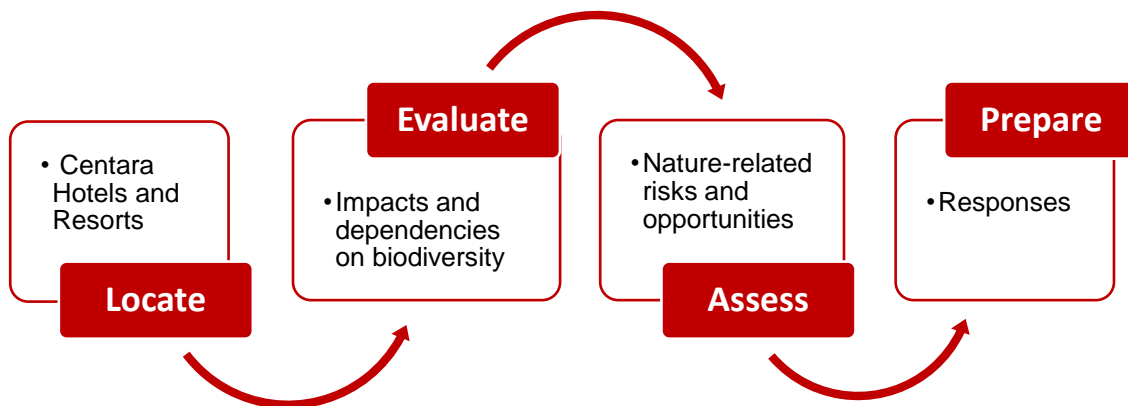 • Centara
Hotels and
Resorts
Locate
Evaluate
•Impacts and
dependencies
on biodiversity
•Nature-related
risks and
opportunities
Assess
Prepare
•Responses